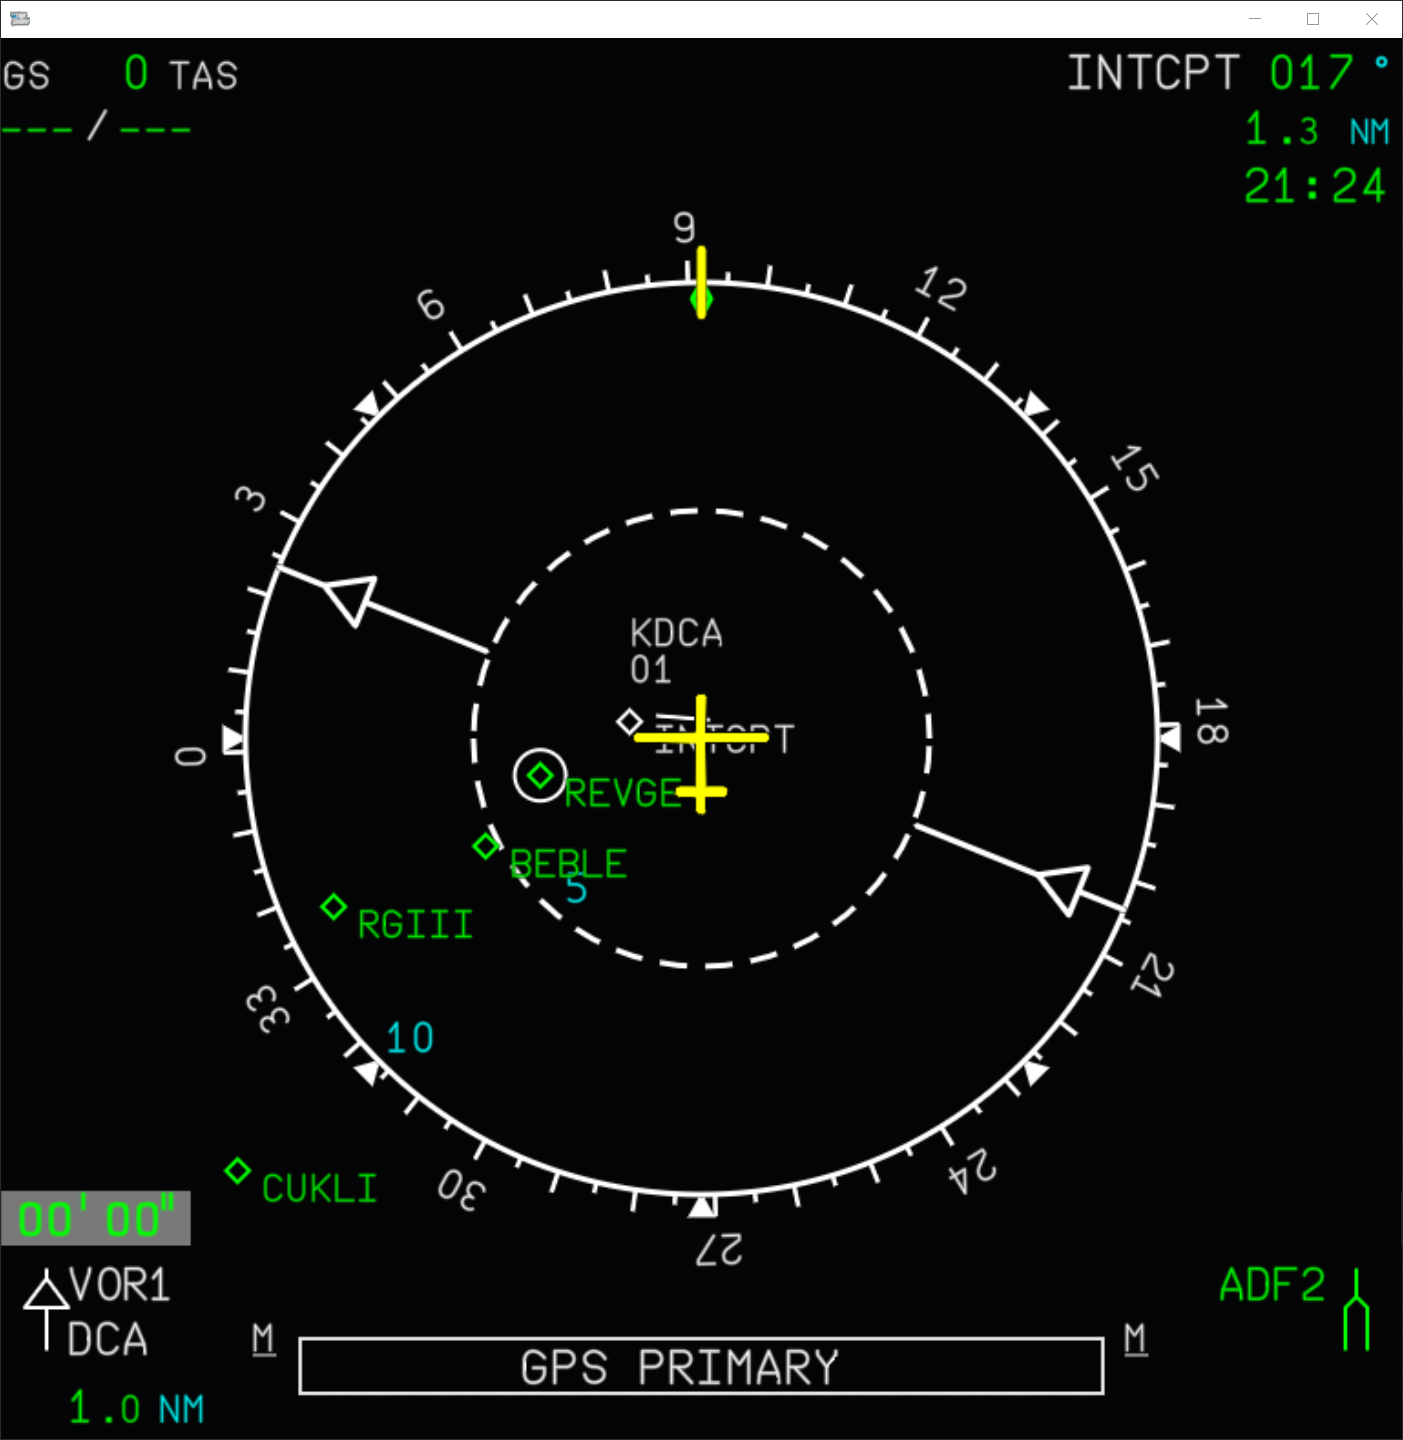 GS 0 TAS
---/---
INTCPT 017°
1.3 NM
21:24
9
12
15
18
21
24
27
30
33
0
3
6
KDCA
01
INTCPT
REVGE
BEBLE
5
RGIII
10
CUKLI
00'00"
VOR1
DCA
1.0 NM
M
GPS PRIMARY
M
ADF2